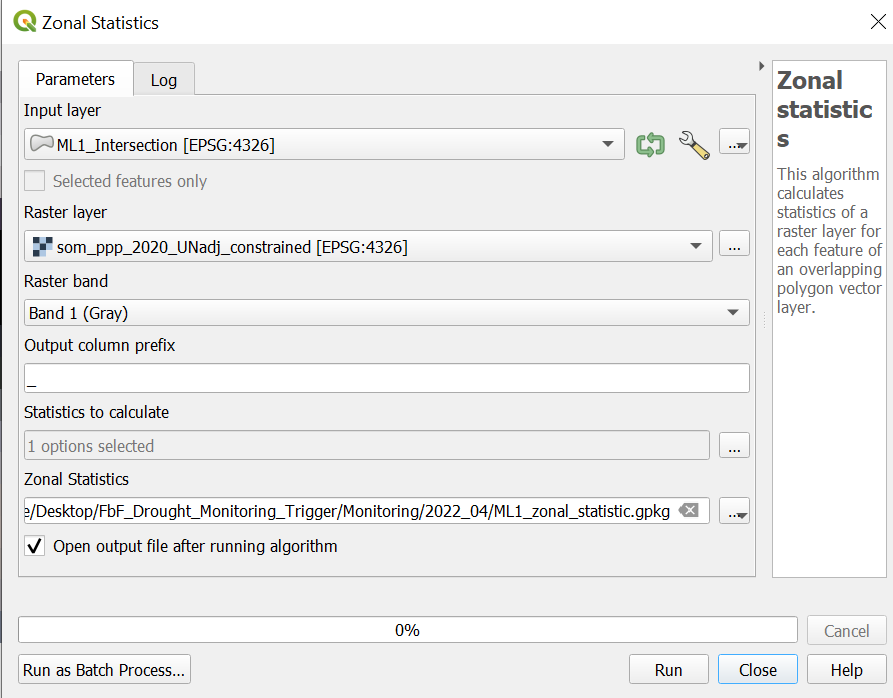 Zonal Statistics
Parameters
Log
Input layer
ML1_Intersection [EPSG:4326]
...
Selected features only
Raster layer
som_ppp_2020_UNadj_constrained [EPSG:4326]
...
Raster band
Band 1 (Gray)
Output column prefix
_
Statistics to calculate
1 options selected
...
Zonal Statistics
e/Desktop/FbF_Drought_Monitoring_Trigger/Monitoring/2022_04/ML1_zonal_statistic.gpkg
...
Open output file after running algorithm
Zonal
statistic
s
This algorithm
calculates
statistics of a
raster layer for
each feature of
an overlapping
polygon vector
layer.
0%
Cancel
Run as Batch Process...
Run
Close
Help